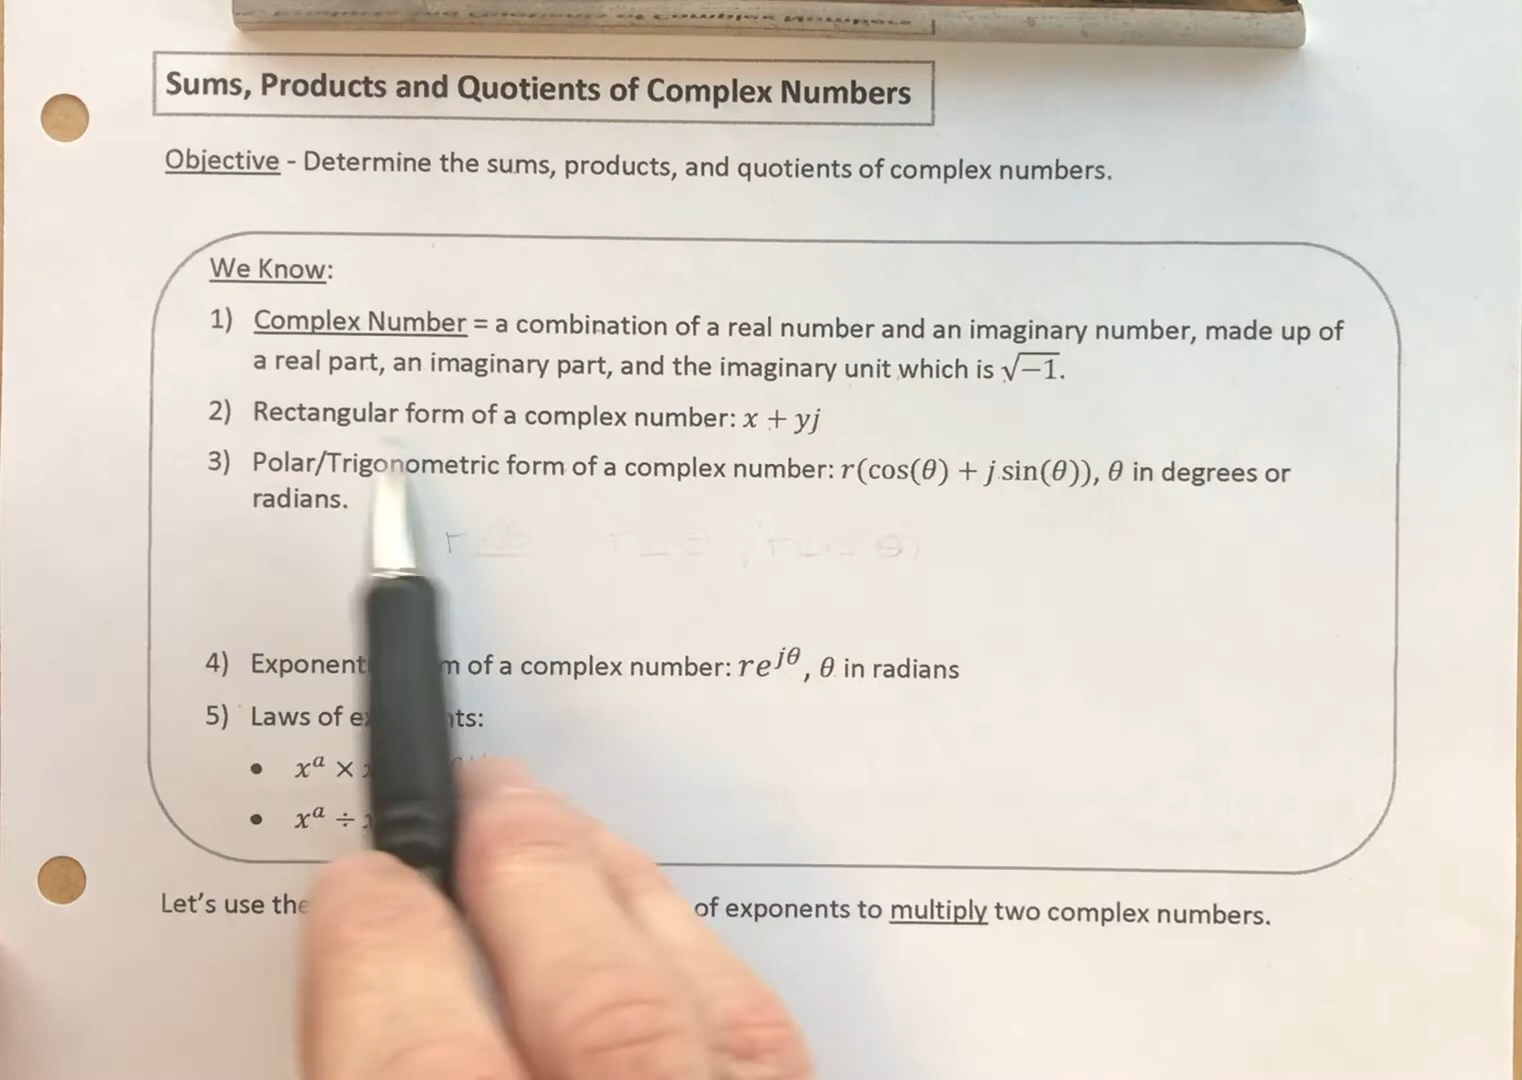 Sums, Products and Quotients of Complex Numbers
Objective - Determine the sums, products, and quotients of complex numbers.
We Know:
1) Complex Number = a combination of a real number and an imaginary number, made up of
a real part, an imaginary part, and the imaginary unit which is √−1.
2) Rectangular form of a complex number: x + yj
3) Polar/Trigonometric form of a complex number: r(cos(θ) + j sin(θ)), θ in degrees or
radians.
r
4) of a complex number: re^{jθ}, θ in radians
5) Laws of
• x^a ×
• x^a ÷
Let's use of exponents to multiply two complex numbers.